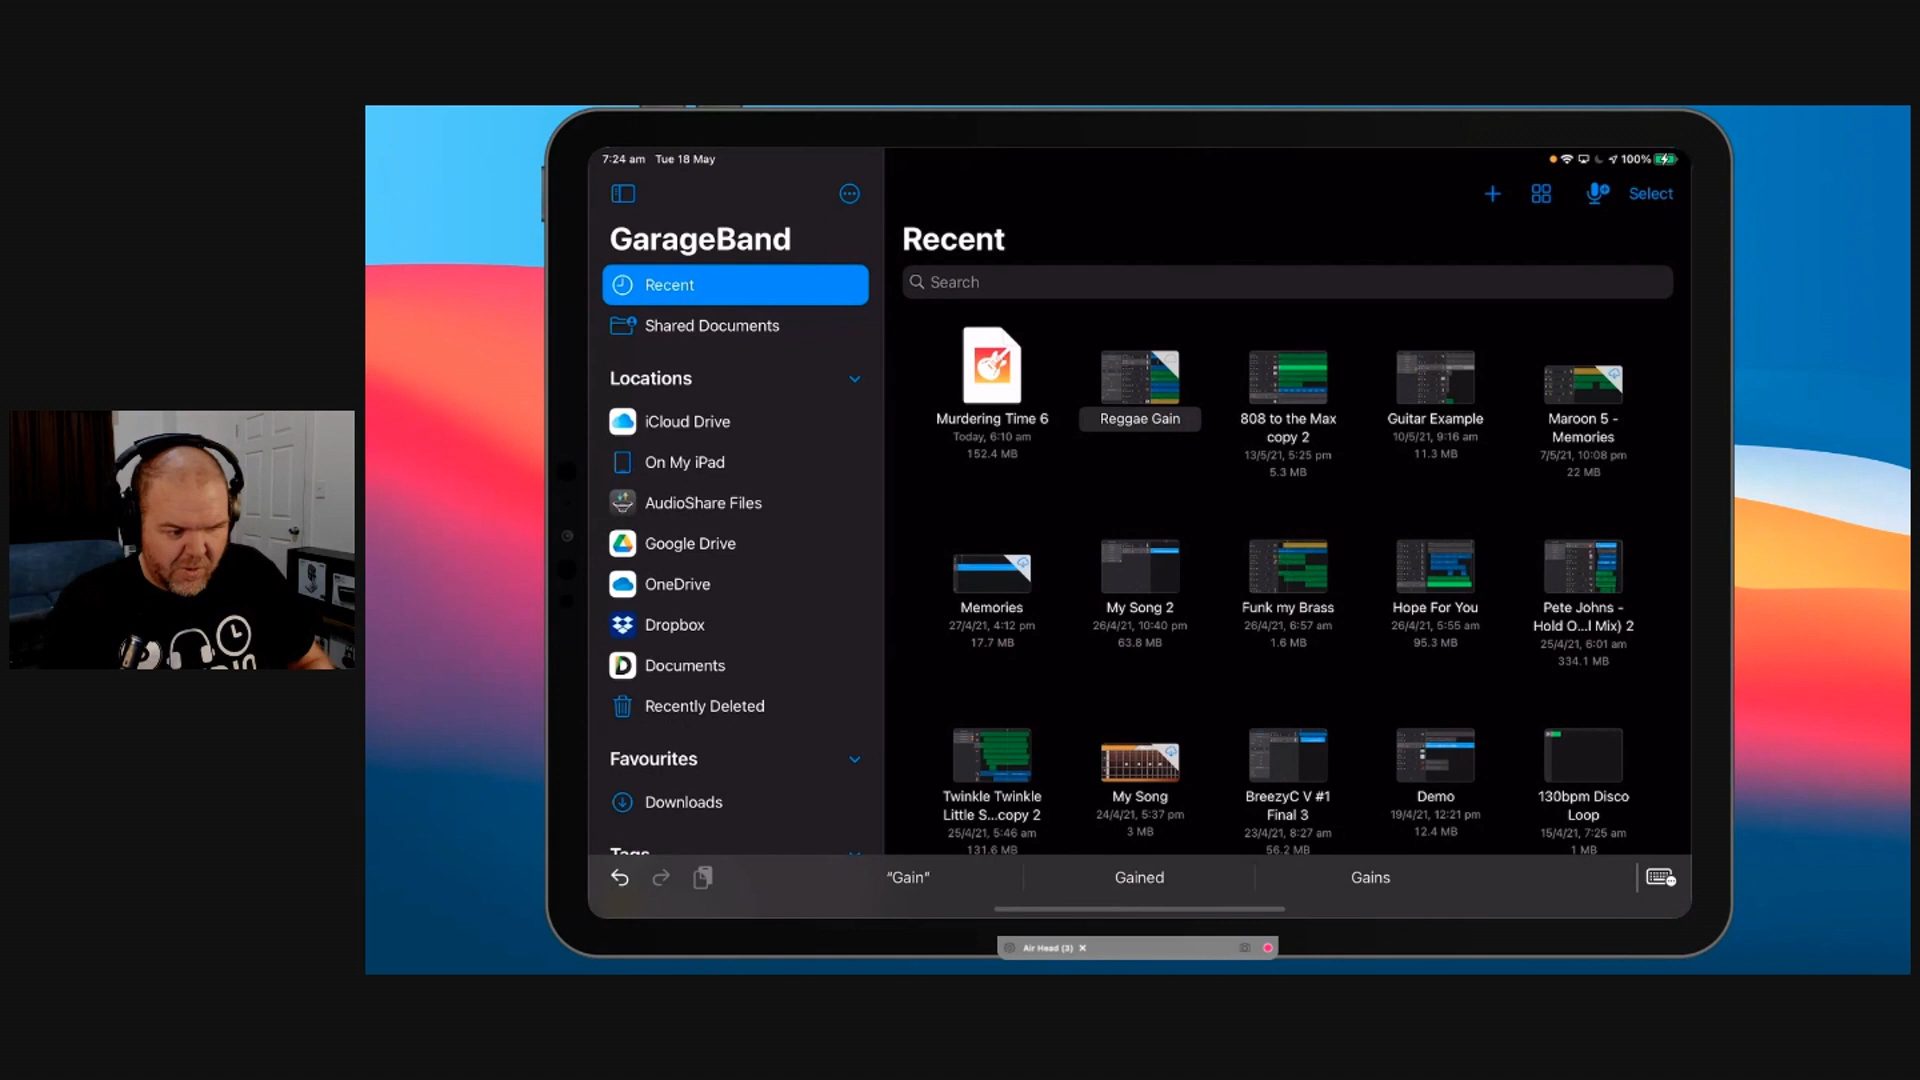 7:24 am Tue 18 May
100%
Select
GarageBand
Recent
Shared Documents
Locations
iCloud Drive
On My iPad
AudioShare Files
Google Drive
OneDrive
Dropbox
Documents
Recently Deleted
Favourites
Downloads
Tags
Recent
Search
Murdering Time 6
Today, 6:10 am
152.4 MB
Reggae Gain
808 to the Max
copy 2
13/5/21, 5:25 pm
5.3 MB
Guitar Example
10/5/21, 9:16 am
11.3 MB
Maroon 5 -
Memories
7/5/21, 10:08 pm
22 MB
Memories
27/4/21, 4:12 pm
17.7 MB
My Song 2
26/4/21, 10:40 pm
63.8 MB
Funk my Brass
26/4/21, 6:57 am
1.6 MB
Hope For You
26/4/21, 5:55 am
95.3 MB
Pete Johns -
Hold O...l Mix) 2
25/4/21, 6:01 am
334.1 MB
Twinkle Twinkle
Little S...copy 2
25/4/21, 5:46 am
131.6 MB
My Song
24/4/21, 5:37 pm
3 MB
BreezyC V #1
Final 3
23/4/21, 8:27 am
56.2 MB
Demo
19/4/21, 12:21 pm
12.4 MB
130bpm Disco
Loop
15/4/21, 7:25 am
1 MB
"Gain"
Gained
Gains
Air Head (3)